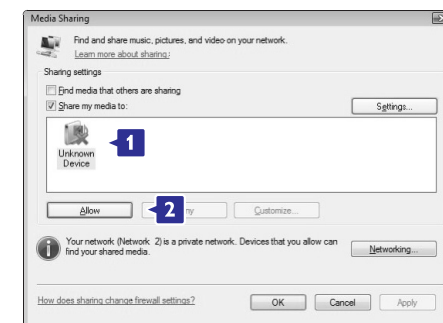 Media Sharing
Find and share music, pictures, and video on your network.
Learn more about sharing:
Sharing settings
Find media that others are sharing
Share my media to:
Settings...
1
Unknown
Device
Allow
2
ny
Customize...
Your network (Network 2) is a private network. Devices that you allow can
find your shared media.
Networking...
How does sharing change firewall settings?
OK
Cancel
Apply